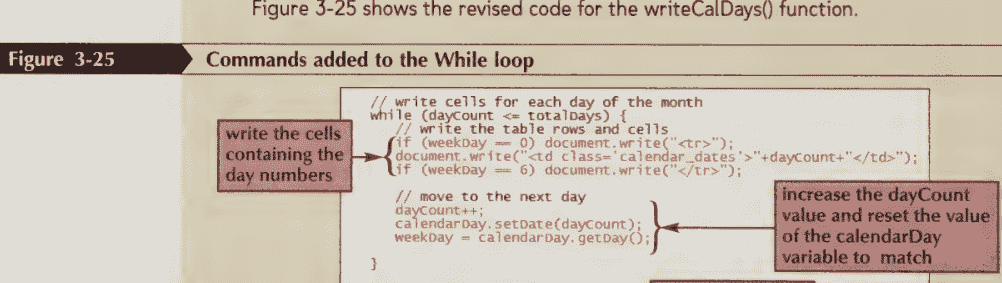 Figure 3-25 shows the revised code for the writeCalDays() function.
Figure 3-25
Commands added to the While loop
// write cells for each day of the month
while (dayCount <= totalDays) {
// write the table rows and cells
if (weekDay == 0) document.write("<tr>");
document.write("<td class='calendar_dates'>"+dayCount+"</td>");
if (weekDay == 6) document.write("</tr>");
// move to the next day
dayCount++;
calendarDay.setDate(dayCount);
weekDay = calendarDay.getDay();
}
write the cells
containing the
day numbers
increase the dayCount
value and reset the value
of the calendarDay
variable to match